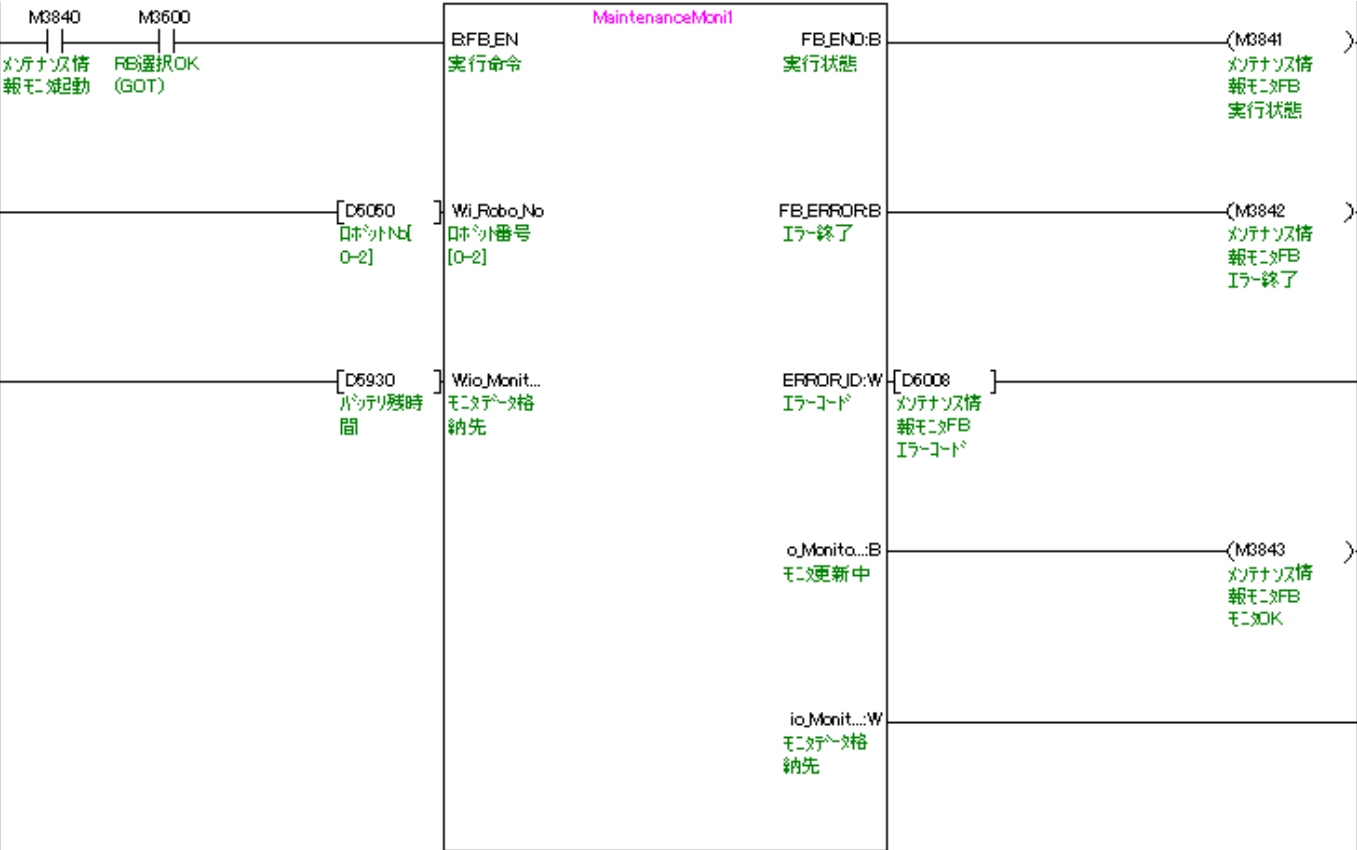 MaintenanceMoni1
M3840
M3600
メンテナンス情
報モニタ起動
RB選択OK
(GOT)
B:FB_EN
実行命令
FB_ENO:B
実行状態
(M3841 )
メンテナンス情
報モニタFB
実行状態
[D5050 ]
ロボットNo[
0-2]
W:i_Robo_No
ロボット番号
[0-2]
FB_ERROR:B
エラー終了
(M3842 )
メンテナンス情
報モニタFB
エラー終了
[D5930 ]
バッテリ残時
間
W:io_Monit...
モニタデータ格
納先
ERROR_ID:W
エラーコード
[D6008 ]
メンテナンス情
報モニタFB
エラーコード
o_Monito...:B
モニタ更新中
(M3843 )
メンテナンス情
報モニタFB
モニタOK
io_Monit...:W
モニタデータ格
納先